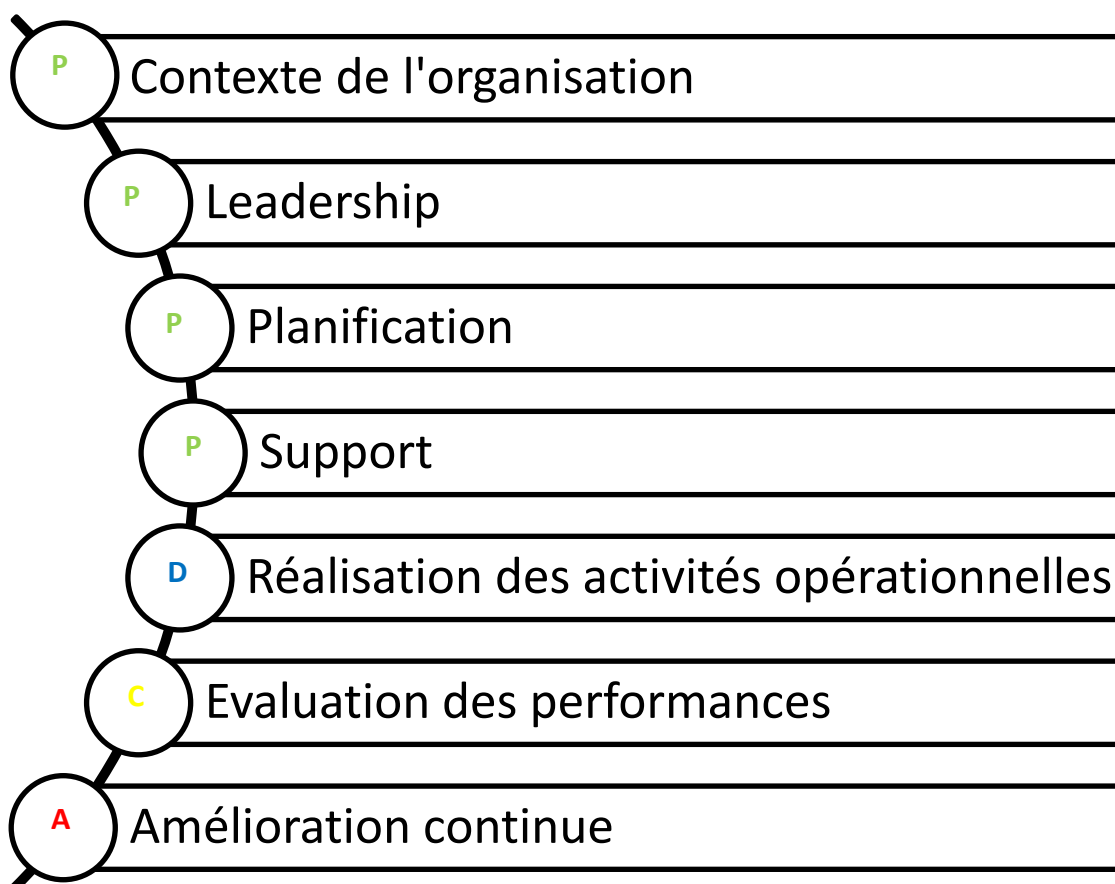 P
Contexte de l'organisation
P
Leadership
P
Planification
P
Support
D
Réalisation des activités opérationnelles
C
Evaluation des performances
A
Amélioration continue